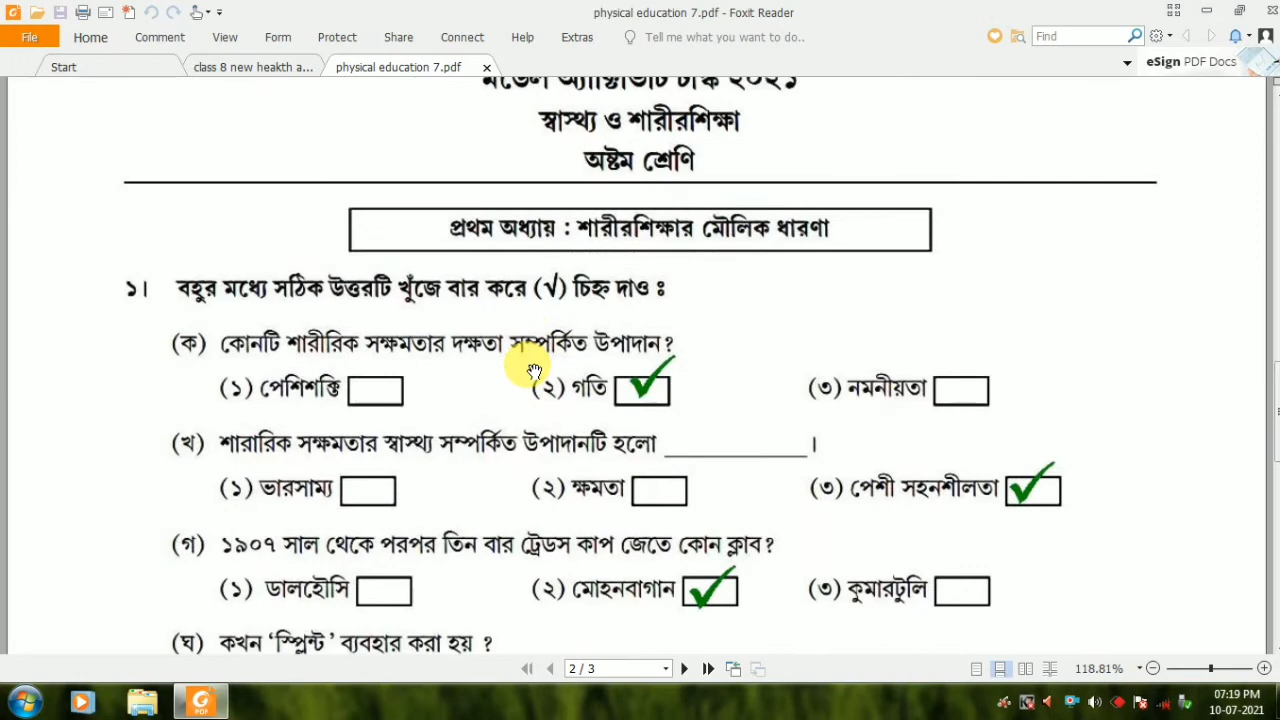 physical education 7.pdf - Foxit Reader
File Home Comment View Form Protect Share Connect Help Extras Tell me what you want to do.. Find
Start class 8 new heakth a... physical education 7.pdf eSign PDF Docs
মডেল অ্যাক্টিভিটি টাস্ক ২০২১
স্বাস্থ্য ও শারীরশিক্ষা
অষ্টম শ্রেণি
প্রথম অধ্যায় : শারীরশিক্ষার মৌলিক ধারণা
১। বহুর মধ্যে সঠিক উত্তরটি খুঁজে বার করে (√) চিহ্ন দাও ঃ
(ক) কোনটি শারীরিক সক্ষমতার দক্ষতা সম্পর্কিত উপাদান?
(১) পেশিশক্তি (২) গতি (৩) নমনীয়তা
(খ) শারারিক সক্ষমতার স্বাস্থ্য সম্পর্কিত উপাদানটি হলো __________ ।
(১) ভারসাম্য (২) ক্ষমতা (৩) পেশী সহনশীলতা
(গ) ১৯০৭ সাল থেকে পরপর তিন বার ট্রেডস কাপ জেতে কোন ক্লাব?
(১) ডালহৌসি (২) মোহনবাগান (৩) কুমারটুলি
(ঘ) কখন ‘স্প্লিন্ট’ ব্যবহার করা হয় ?
2 / 3 118.81%
07:19 PM
10-07-2021